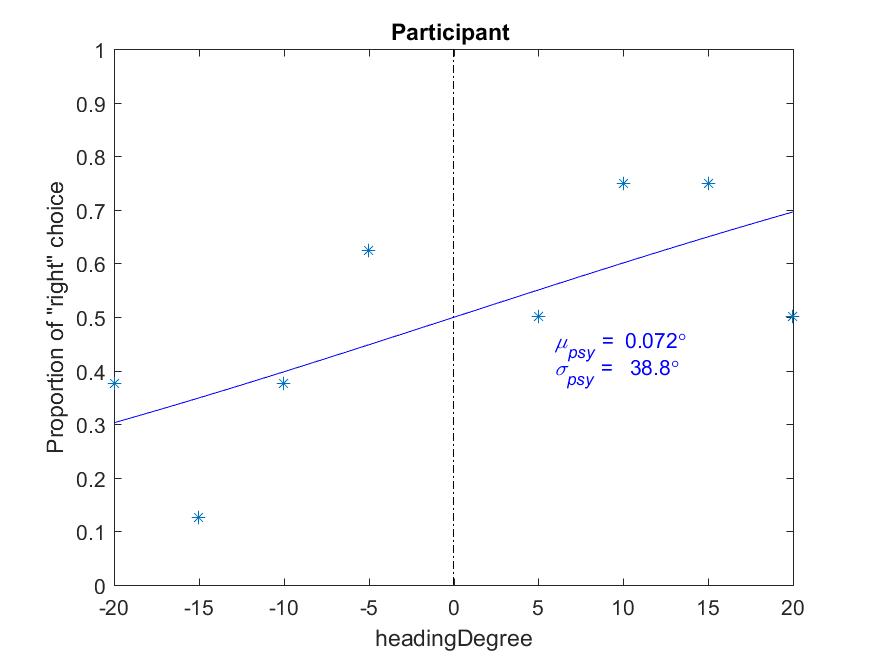 Participant
1
0.9
0.8
0.7
0.6
0.5
0.4
0.3
0.2
0.1
0
Proportion of "right" choice
μpsy = 0.072°
σpsy = 38.8°
-20 -15 -10 -5 0 5 10 15 20
headingDegree